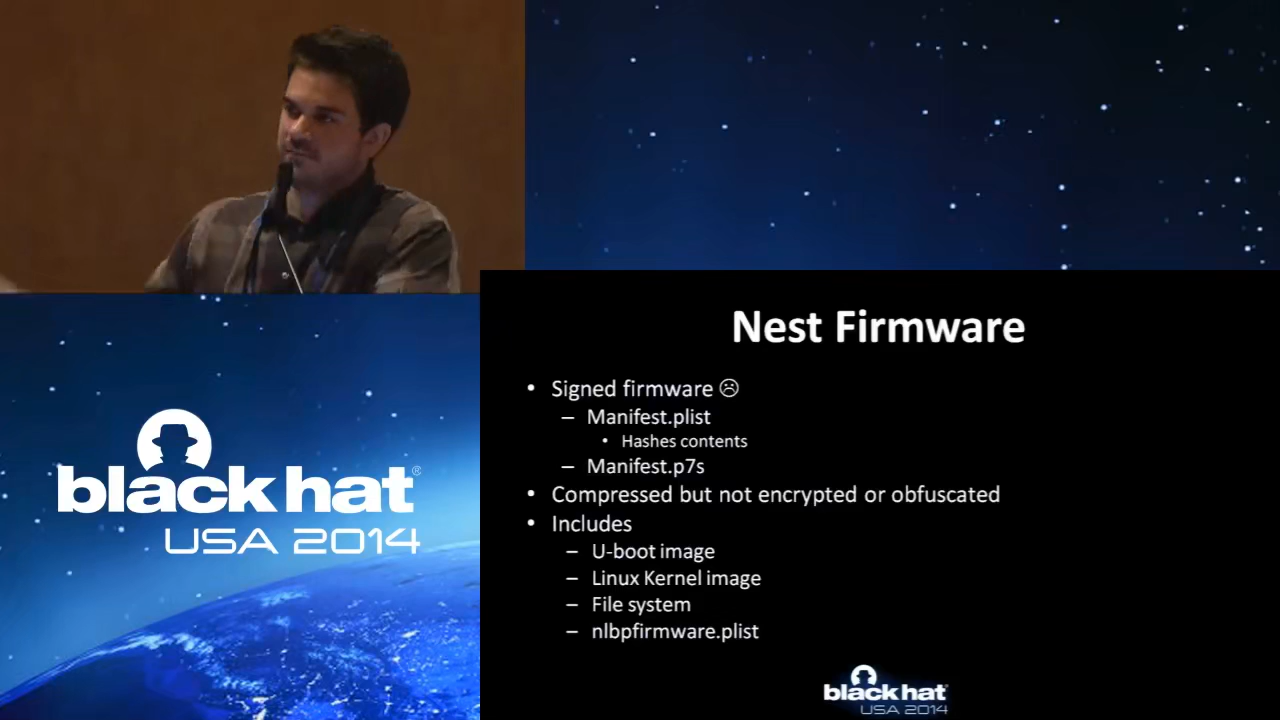 Nest Firmware
• Signed firmware ☹
– Manifest.plist
• Hashes contents
– Manifest.p7s
• Compressed but not encrypted or obfuscated
• Includes
– U-boot image
– Linux Kernel image
– File system
– nlbpfirmware.plist
black hat®
USA 2014
black hat
USA 2014